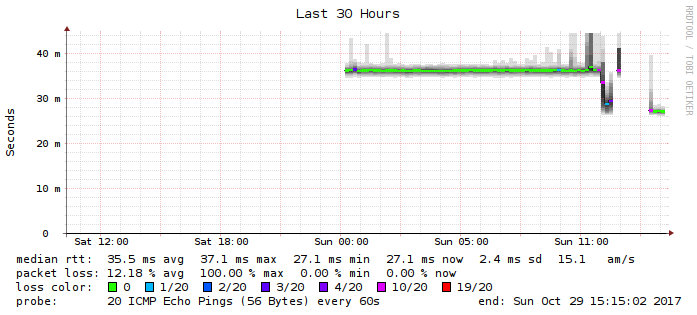 Last 30 Hours
RRDTOOL / TOBI OETIKER
Seconds
40 m
30 m
20 m
10 m
0
Sat 12:00 Sat 18:00 Sun 00:00 Sun 05:00 Sun 11:00
median rtt: 35.5 ms avg 37.1 ms max 27.1 ms min 27.1 ms now 2.4 ms sd 15.1 am/s
packet loss: 12.18 % avg 100.00 % max 0.00 % min 0.00 % now
loss color: 0 1/20 2/20 3/20 4/20 10/20 19/20
probe: 20 ICMP Echo Pings (56 Bytes) every 60s end: Sun Oct 29 15:15:02 2017